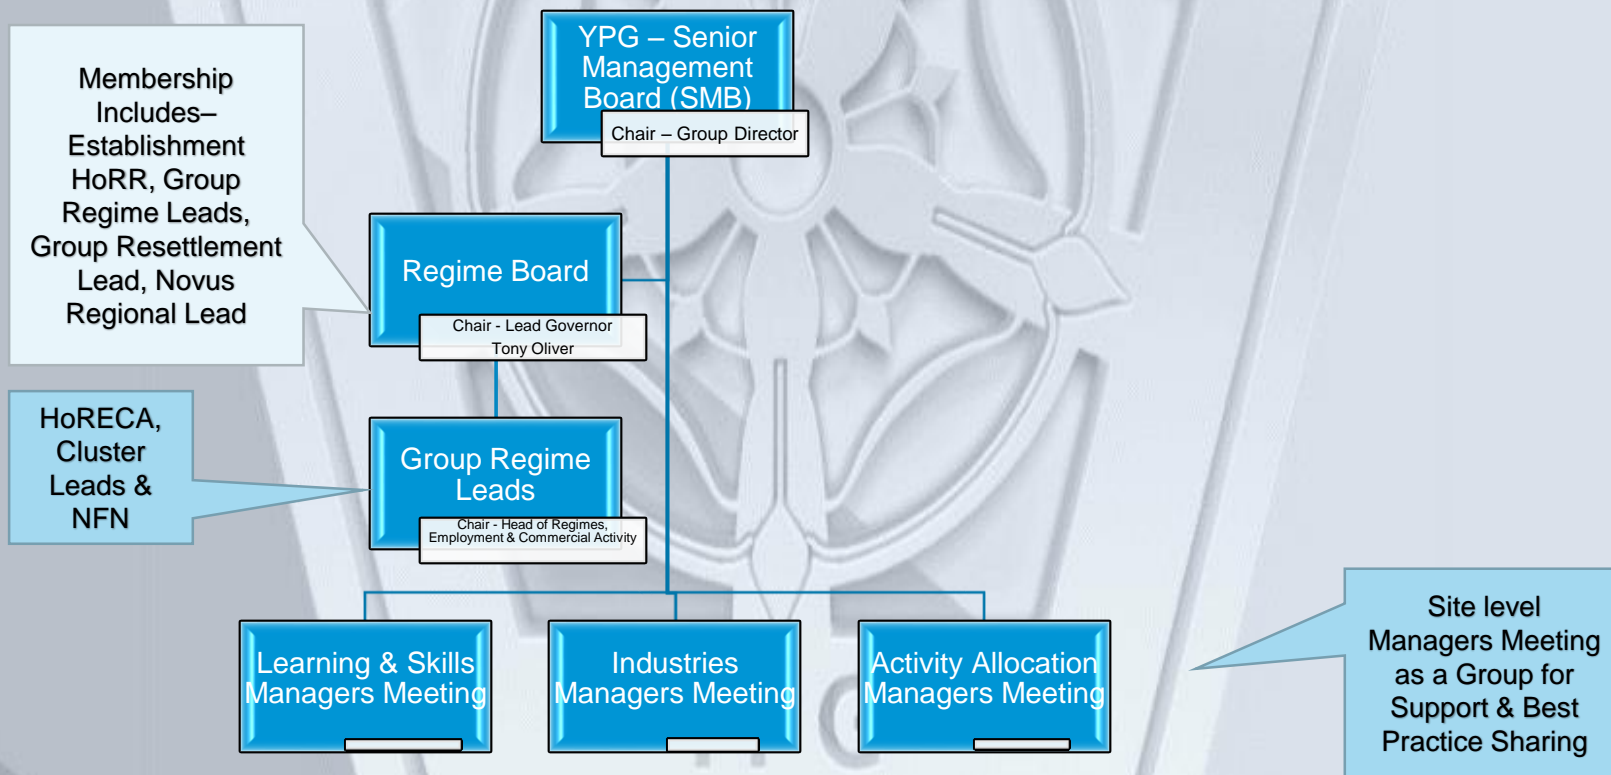 YPG – Senior
Management
Board (SMB)
Chair – Group Director
Membership
Includes–
Establishment
HoRR, Group
Regime Leads,
Group Resettlement
Lead, Novus
Regional Lead
Regime Board
Chair - Lead Governor
Tony Oliver
HoRECA,
Cluster
Leads &
NFN
Group Regime
Leads
Chair - Head of Regimes,
Employment & Commercial Activity
Learning & Skills
Managers Meeting
Industries
Managers Meeting
Activity Allocation
Managers Meeting
Site level
Managers Meeting
as a Group for
Support & Best
Practice Sharing